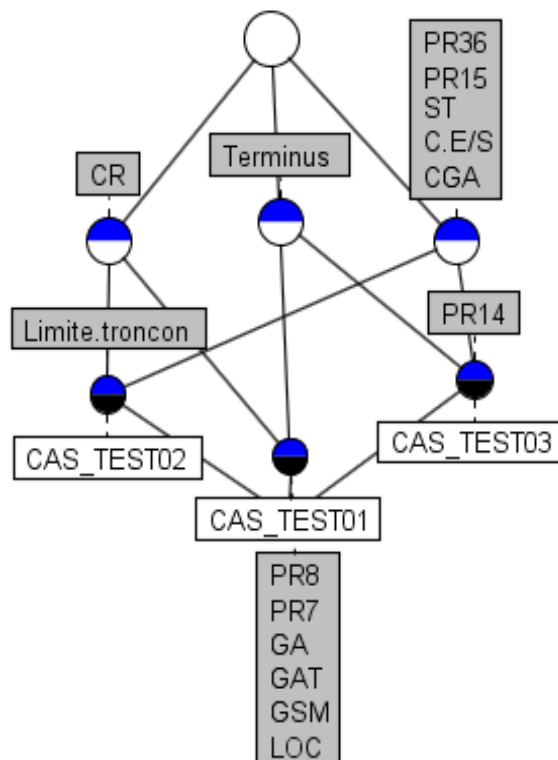 PR36
PR15
ST
C.E/S
CGA
Terminus
CR
Limite.troncon
PR14
CAS_TEST02
CAS_TEST03
CAS_TEST01
PR8
PR7
GA
GAT
GSM
LOC